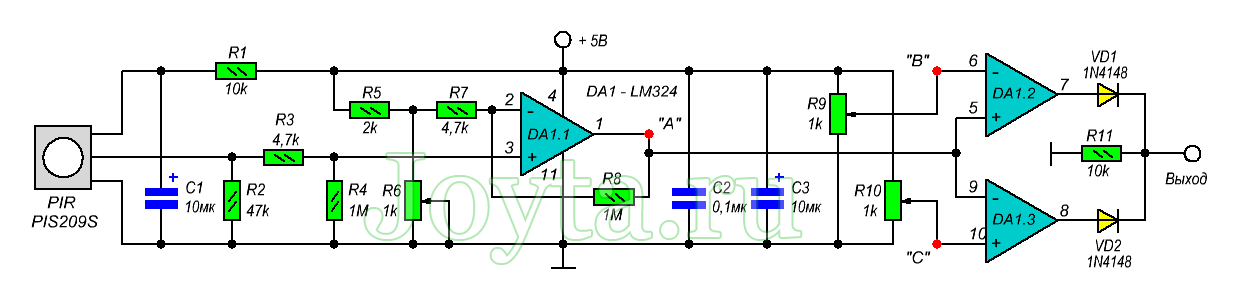 + 5В
R1
10k
R5
2k
R7
4,7k
R3
4,7k
DA1 - LM324
2
4
1
3
11
DA1.1
"A"
R9
1k
"B"
6
7
5
DA1.2
VD1
1N4148
PIR
PIS209S
C1
10мк
+
R2
47k
R4
1M
R6
1k
R8
1M
C2
0,1мк
C3
10мк
+
R10
1k
"C"
9
8
10
DA1.3
VD2
1N4148
R11
10k
Выход
Joyta.ru